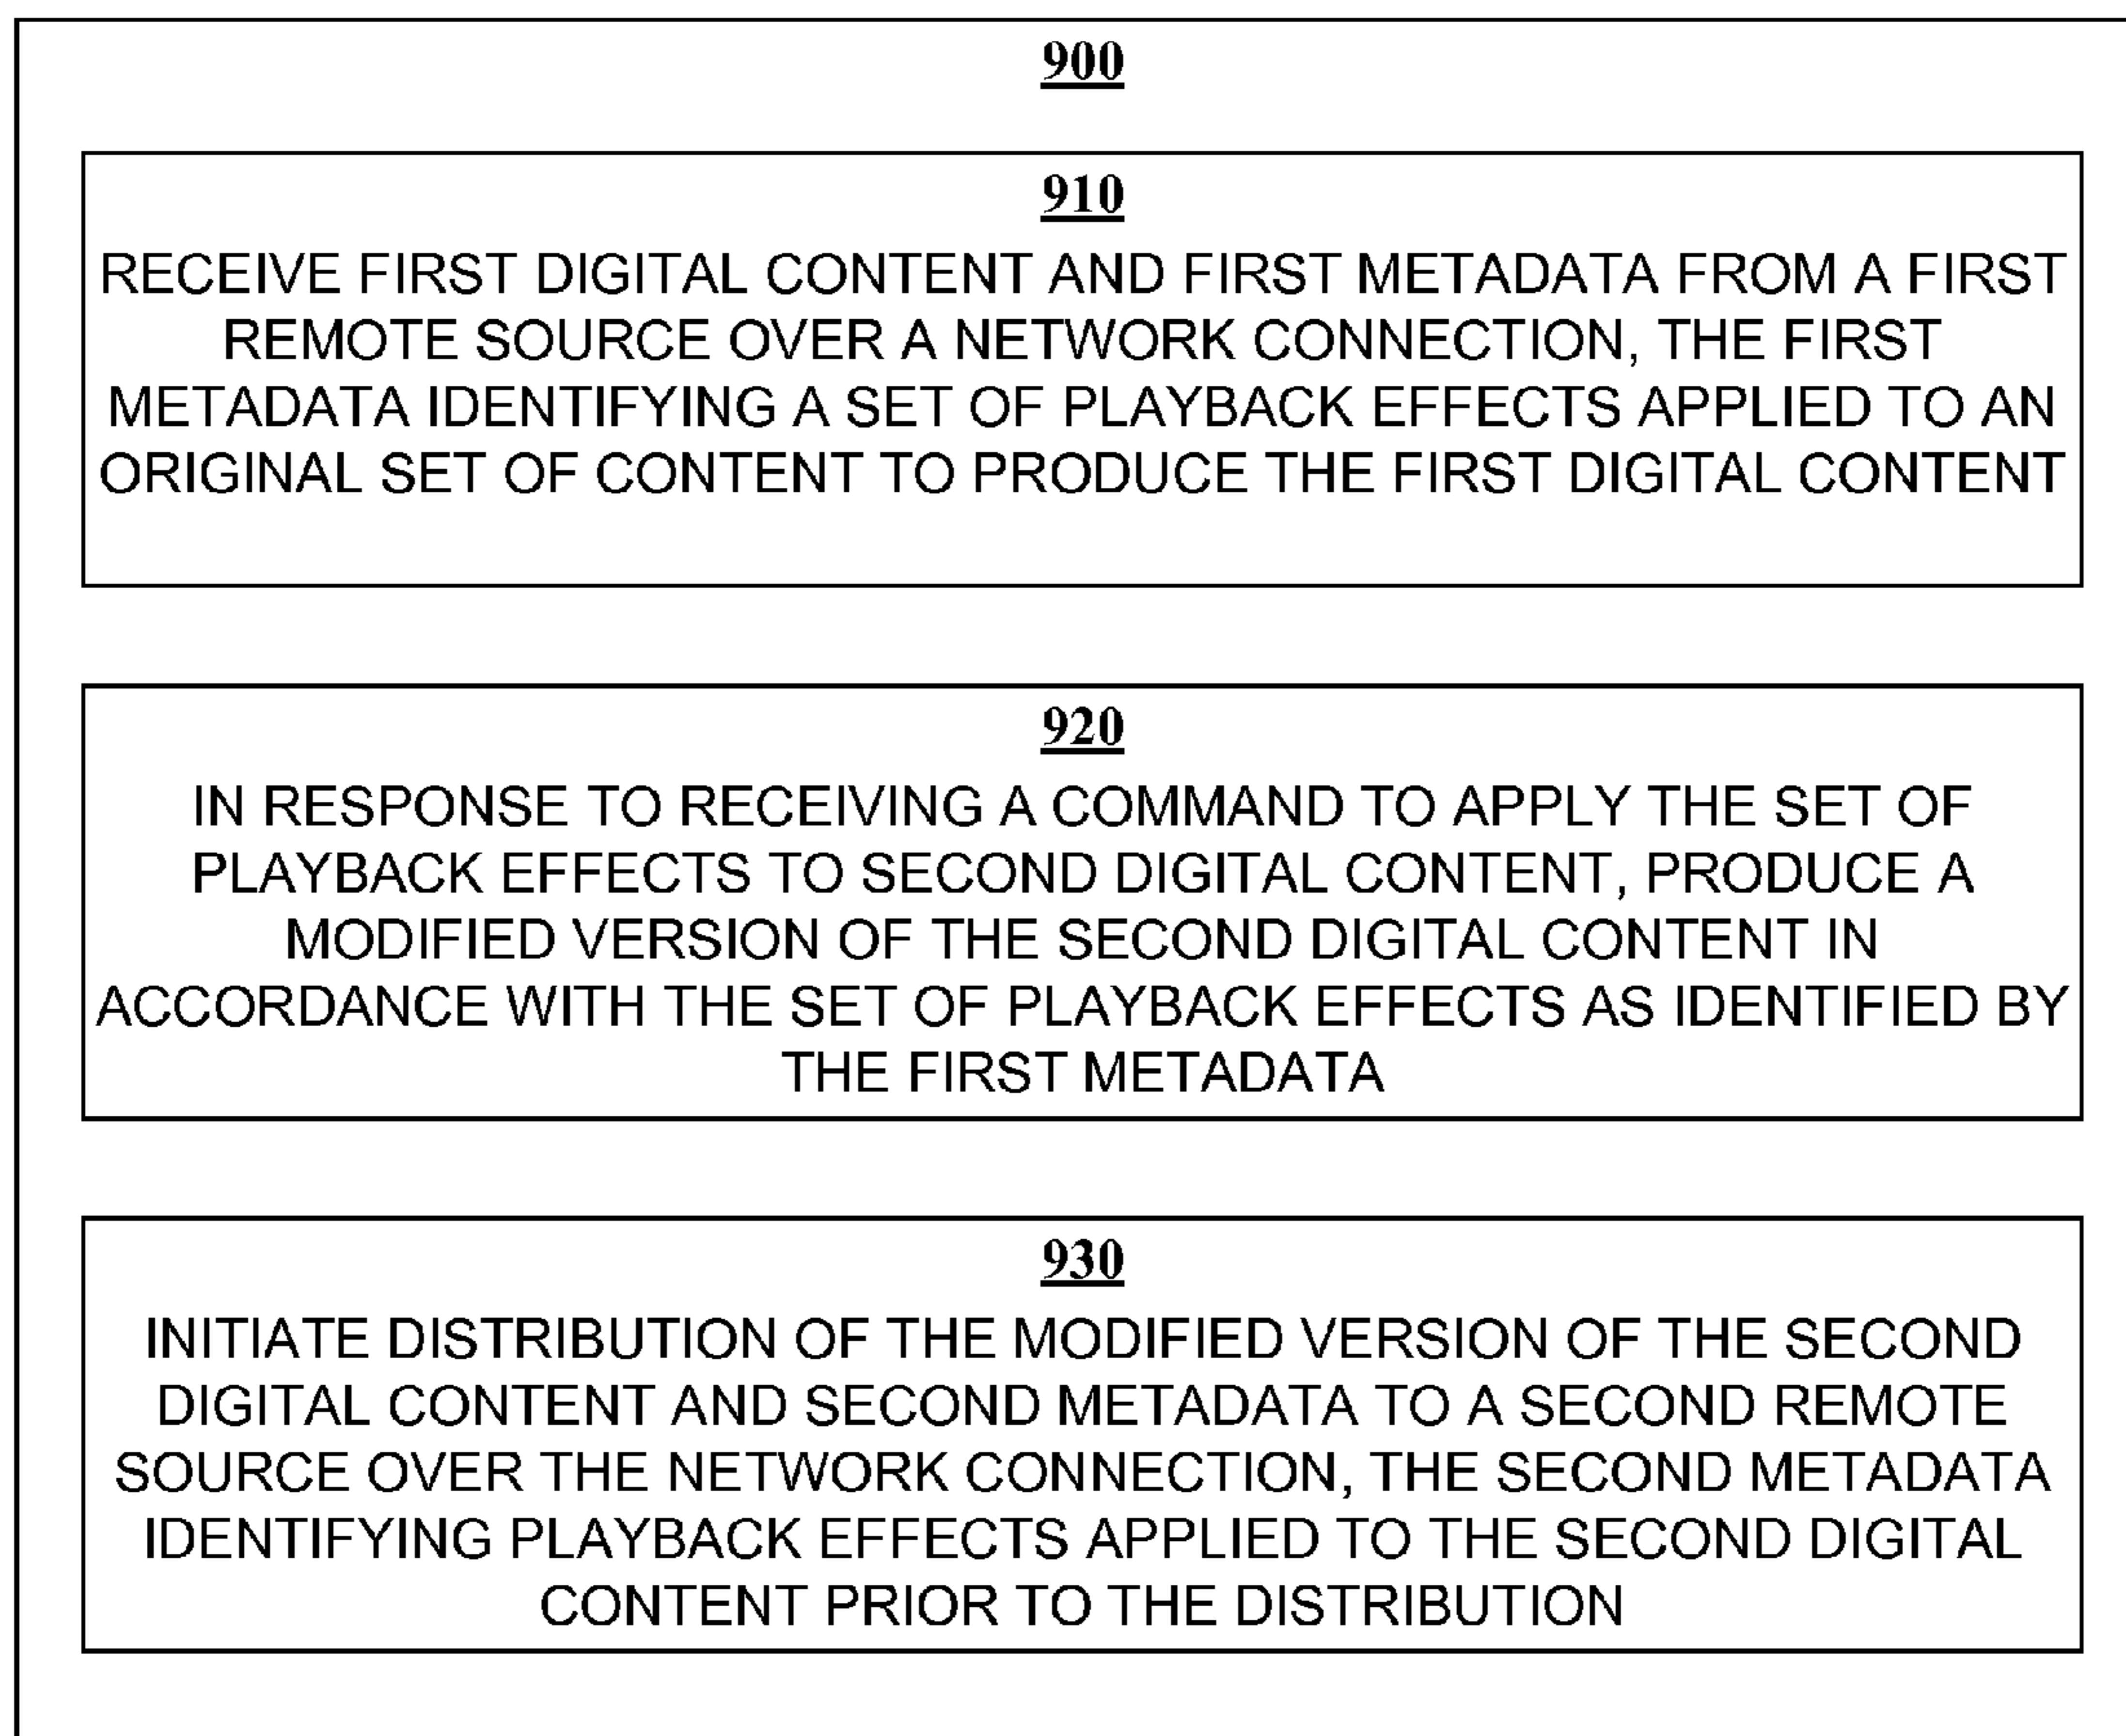 900
910
RECEIVE FIRST DIGITAL CONTENT AND FIRST METADATA FROM A FIRST
REMOTE SOURCE OVER A NETWORK CONNECTION, THE FIRST
METADATA IDENTIFYING A SET OF PLAYBACK EFFECTS APPLIED TO AN
ORIGINAL SET OF CONTENT TO PRODUCE THE FIRST DIGITAL CONTENT
920
IN RESPONSE TO RECEIVING A COMMAND TO APPLY THE SET OF
PLAYBACK EFFECTS TO SECOND DIGITAL CONTENT, PRODUCE A
MODIFIED VERSION OF THE SECOND DIGITAL CONTENT IN
ACCORDANCE WITH THE SET OF PLAYBACK EFFECTS AS IDENTIFIED BY
THE FIRST METADATA
930
INITIATE DISTRIBUTION OF THE MODIFIED VERSION OF THE SECOND
DIGITAL CONTENT AND SECOND METADATA TO A SECOND REMOTE
SOURCE OVER THE NETWORK CONNECTION, THE SECOND METADATA
IDENTIFYING PLAYBACK EFFECTS APPLIED TO THE SECOND DIGITAL
CONTENT PRIOR TO THE DISTRIBUTION